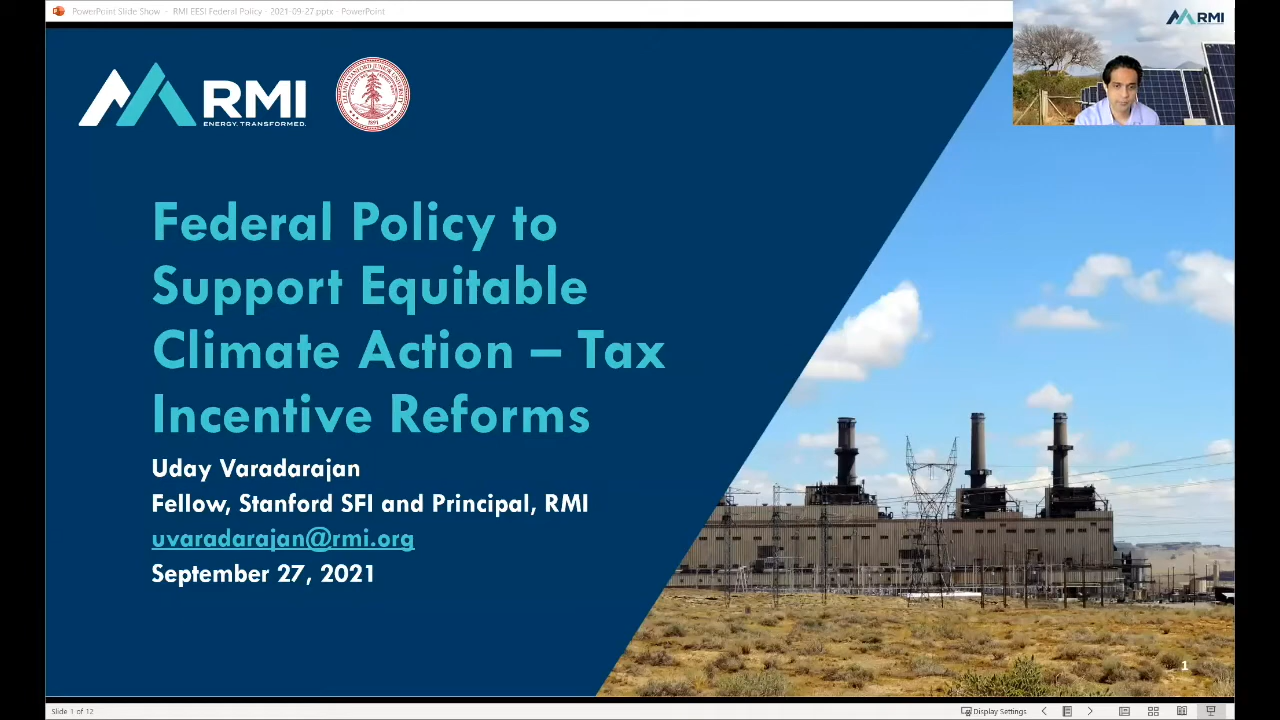 PowerPoint Slide Show - RMI EESI Federal Policy - 2021-09-27.pptx - PowerPoint
RMI
RMI
ENERGY. TRANSFORMED.
1891
Federal Policy to
Support Equitable
Climate Action – Tax
Incentive Reforms
Uday Varadarajan
Fellow, Stanford SFI and Principal, RMI
uvaradarajan@rmi.org
September 27, 2021
1
Slide 1 of 12
Display Settings